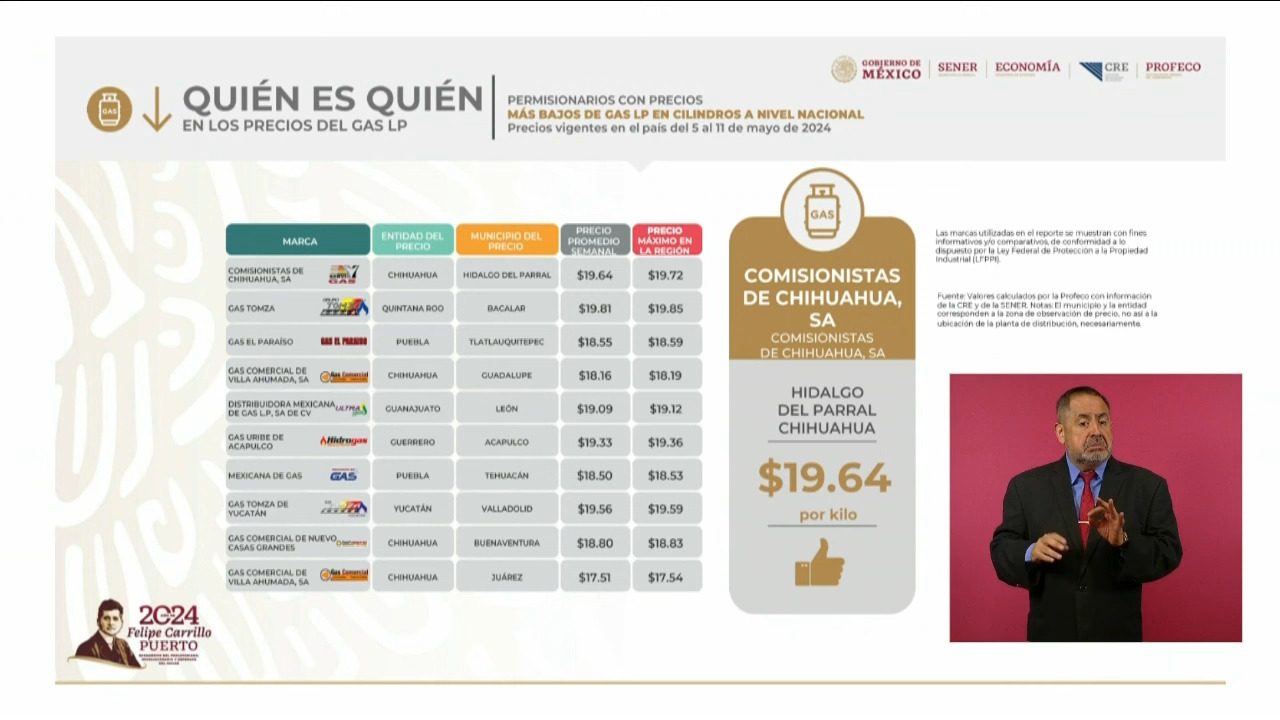 GAS
QUIÉN ES QUIÉN
EN LOS PRECIOS DEL GAS LP
PERMISIONARIOS CON PRECIOS
MÁS BAJOS DE GAS LP EN CILINDROS A NIVEL NACIONAL
Precios vigentes en el país del 5 al 11 de mayo de 2024
GOBIERNO DE
MÉXICO
SENER
ECONOMÍA
CRE
PROFECO
MARCA ENTIDAD DEL PRECIO MUNICIPIO DEL PRECIO PRECIO PROMEDIO SEMANAL PRECIO MÁXIMO EN LA REGIÓN
COMISIONISTAS DE CHIHUAHUA, SA GAS CHIHUAHUA HIDALGO DEL PARRAL $19.64 $19.72
GAS TOMZA TOMZA QUINTANA ROO BACALAR $19.81 $19.85
GAS EL PARAÍSO GAS EL PARAISO PUEBLA TLATLAUQUITEPEC $18.55 $18.59
GAS COMERCIAL DE VILLA AHUMADA, SA Gas Comercial CHIHUAHUA GUADALUPE $18.16 $18.19
DISTRIBUIDORA MEXICANA DE GAS L.P, SA DE CV ULTRA GUANAJUATO LEÓN $19.09 $19.12
GAS URIBE DE ACAPULCO Hidrogas GUERRERO ACAPULCO $19.33 $19.36
MEXICANA DE GAS GAS PUEBLA TEHUACÁN $18.50 $18.53
GAS TOMZA DE YUCATÁN YUCATÁN VALLADOLID $19.56 $19.59
GAS COMERCIAL DE NUEVO CASAS GRANDES CHIHUAHUA BUENAVENTURA $18.80 $18.83
GAS COMERCIAL DE VILLA AHUMADA, SA Gas Comercial CHIHUAHUA JUÁREZ $17.51 $17.54
GAS
COMISIONISTAS
DE CHIHUAHUA,
SA
COMISIONISTAS
DE CHIHUAHUA, SA
HIDALGO
DEL PARRAL
CHIHUAHUA
$19.64
por kilo
Las marcas utilizadas en el reporte se muestran con fines
informativos y/o comparativos, de conformidad a lo
dispuesto por la Ley Federal de Protección a la Propiedad
Industrial (LFPPI).
Fuente: Valores calculados por la Profeco con información
de la CRE y de la SENER. Notas: El municipio y la entidad
corresponden a la zona de observación de precio, no así a la
ubicación de la planta de distribución, necesariamente.
2024
Felipe Carrillo
PUERTO